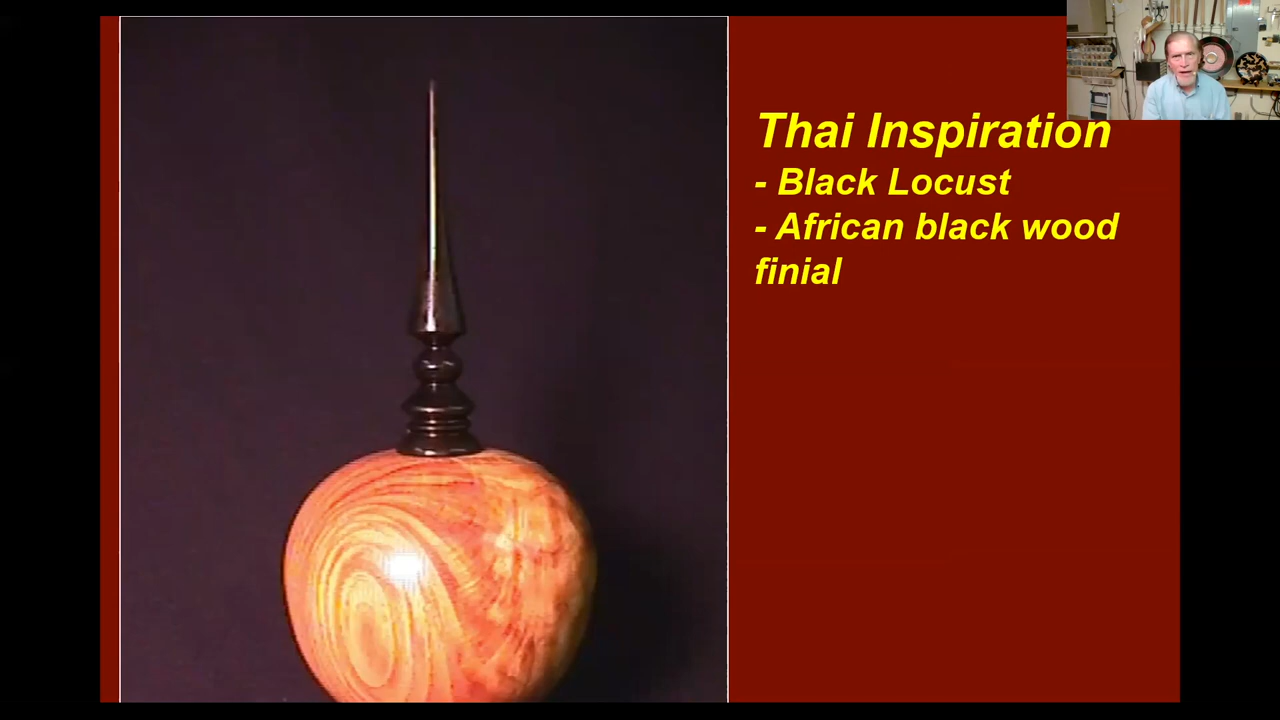 Thai Inspiration
- Black Locust
- African black wood
finial